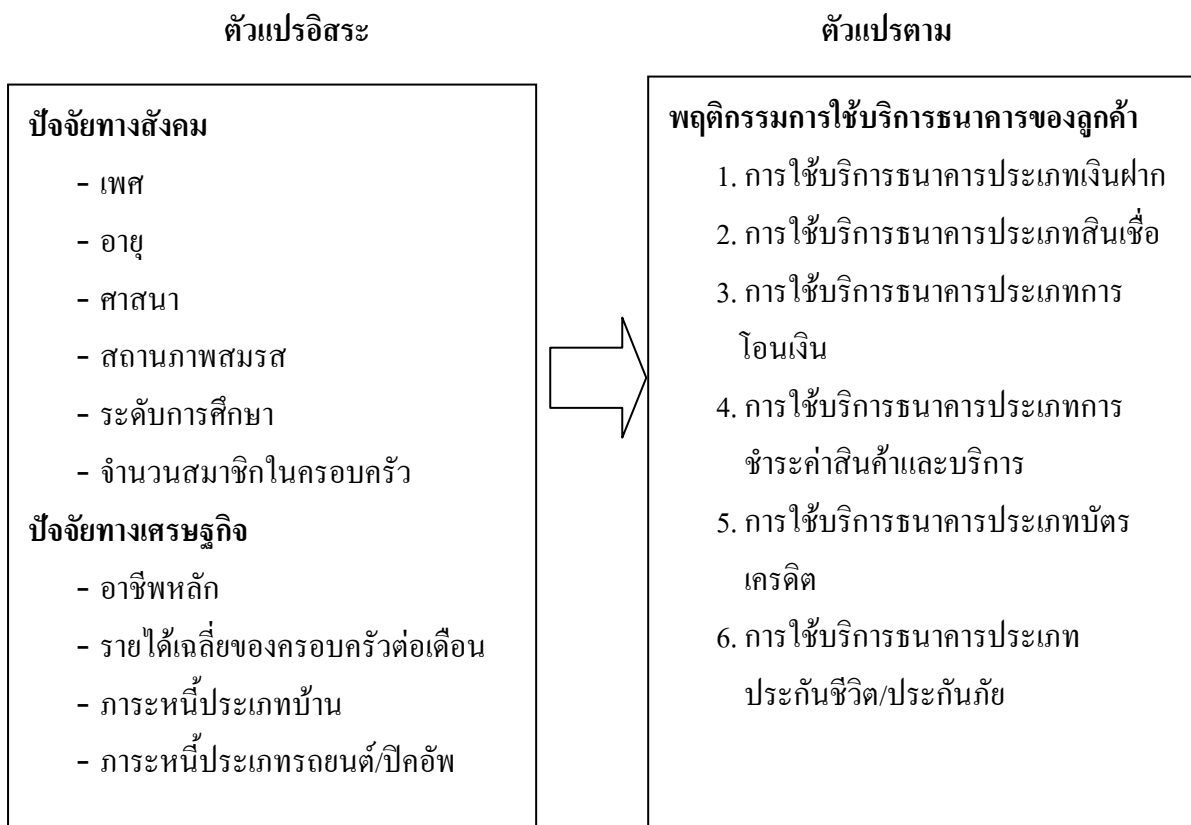 ตัวแปรอิสระ
ตัวแปรตาม
ปัจจัยทางสังคม
- เพศ
- อายุ
- ศาสนา
- สถานภาพสมรส
- ระดับการศึกษา
- จำนวนสมาชิกในครอบครัว
ปัจจัยทางเศรษฐกิจ
- อาชีพหลัก
- รายได้เฉลี่ยของครอบครัวต่อเดือน
- ภาระหนี้ประเภทบ้าน
- ภาระหนี้ประเภทรถยนต์/ปิคอัพ
พฤติกรรมการใช้บริการธนาคารของลูกค้า
1. การใช้บริการธนาคารประเภทเงินฝาก
2. การใช้บริการธนาคารประเภทสินเชื่อ
3. การใช้บริการธนาคารประเภทการ
โอนเงิน
4. การใช้บริการธนาคารประเภทการ
ชำระค่าสินค้าและบริการ
5. การใช้บริการธนาคารประเภทบัตร
เครดิต
6. การใช้บริการธนาคารประเภท
ประกันชีวิต/ประกันภัย